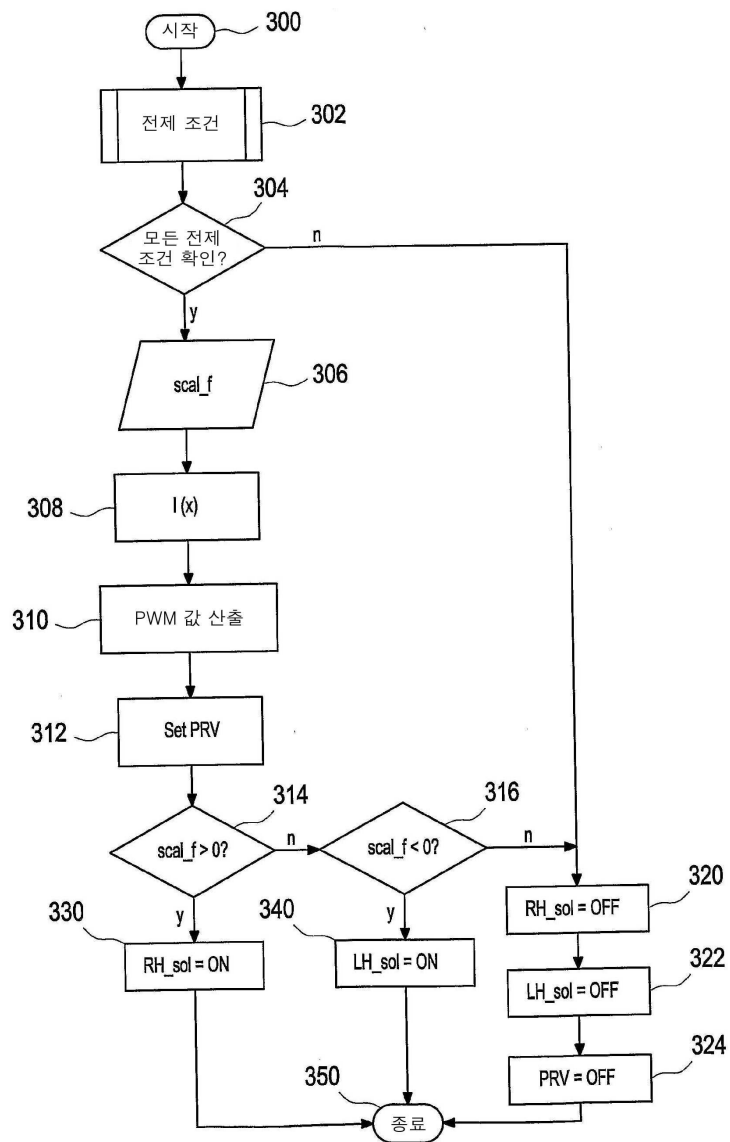 시작
300
전제 조건
302
304
모든 전제
조건 확인?
n
y
scal_f
306
308
I (x)
310
PWM 값 산출
312
Set PRV
314
scal_f > 0?
n
316
scal_f < 0?
n
y
y
330
RH_sol = ON
340
LH_sol = ON
RH_sol = OFF
320
LH_sol = OFF
322
PRV = OFF
324
350
종료